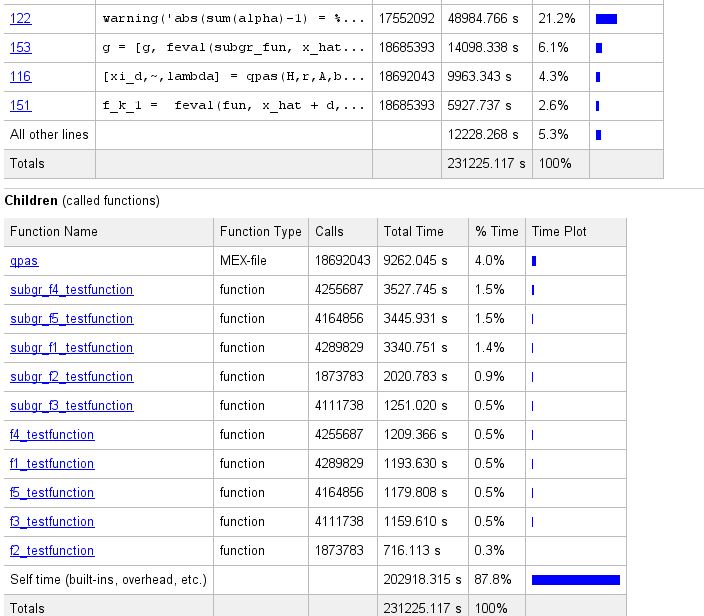 122 warning('abs(sum(alpha)-1) = %... 17552092 48984.766 s 21.2%
153 g = [g, feval(subgr_fun, x_hat... 18685393 14098.338 s 6.1%
116 [xi_d,~,lambda] = qpas(H,r,A,b... 18692043 9963.343 s 4.3%
151 f_k_1 = feval(fun, x_hat + d,... 18685393 5927.737 s 2.6%
All other lines 12228.268 s 5.3%
Totals 231225.117 s 100%
Children (called functions)
Function Name Function Type Calls Total Time % Time Time Plot
qpas MEX-file 18692043 9262.045 s 4.0%
subgr_f4_testfunction function 4255687 3527.745 s 1.5%
subgr_f5_testfunction function 4164856 3445.931 s 1.5%
subgr_f1_testfunction function 4289829 3340.751 s 1.4%
subgr_f2_testfunction function 1873783 2020.783 s 0.9%
subgr_f3_testfunction function 4111738 1251.020 s 0.5%
f4_testfunction function 4255687 1209.366 s 0.5%
f1_testfunction function 4289829 1193.630 s 0.5%
f5_testfunction function 4164856 1179.808 s 0.5%
f3_testfunction function 4111738 1159.610 s 0.5%
f2_testfunction function 1873783 716.113 s 0.3%
Self time (built-ins, overhead, etc.) 202918.315 s 87.8%
Totals 231225.117 s 100%